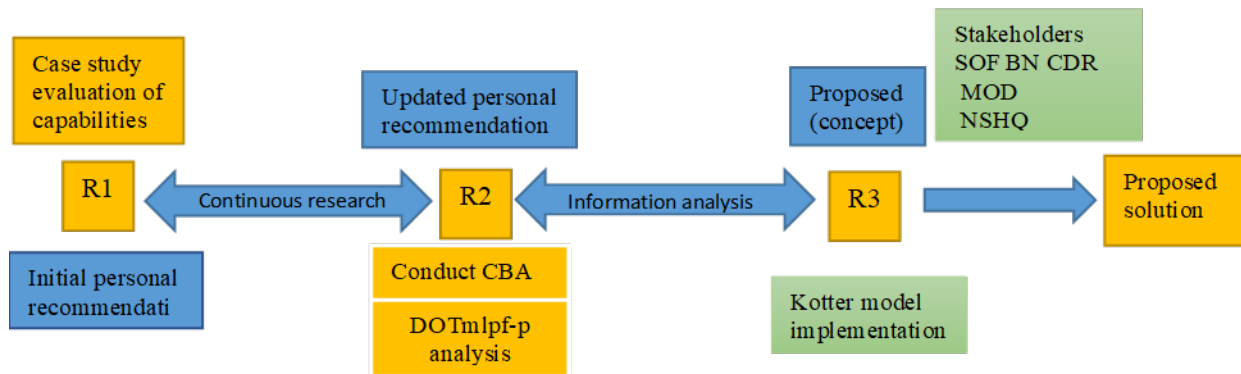 Case study
evaluation of
capabilities
R1
Initial personal
recommendati
Continuous research
Updated personal
recommendation
R2
Conduct CBA
DOTmlpf-p
analysis
Information analysis
Proposed
(concept)
R3
Kotter model
implementation
Stakeholders
SOF BN CDR
MOD
NSHQ
Proposed
solution